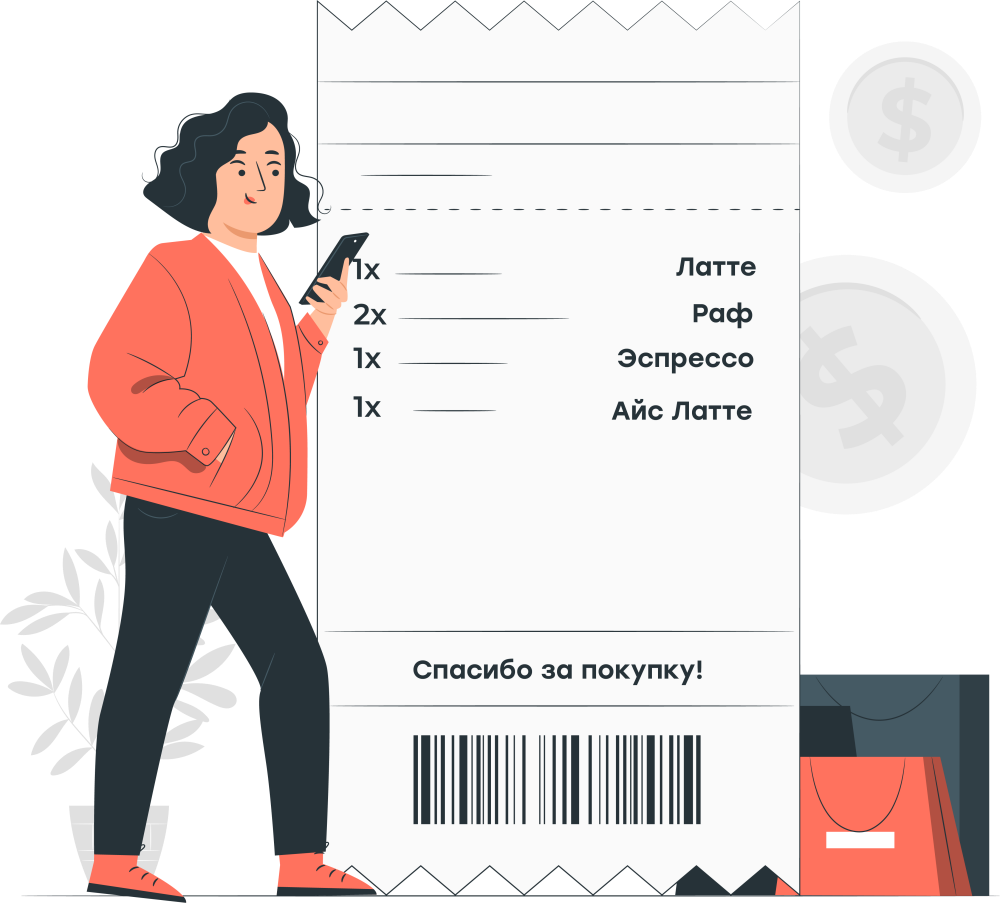 1x Латте
2x Раф
1x Эспрессо
1x Айс Латте
Спасибо за покупку!
$
$